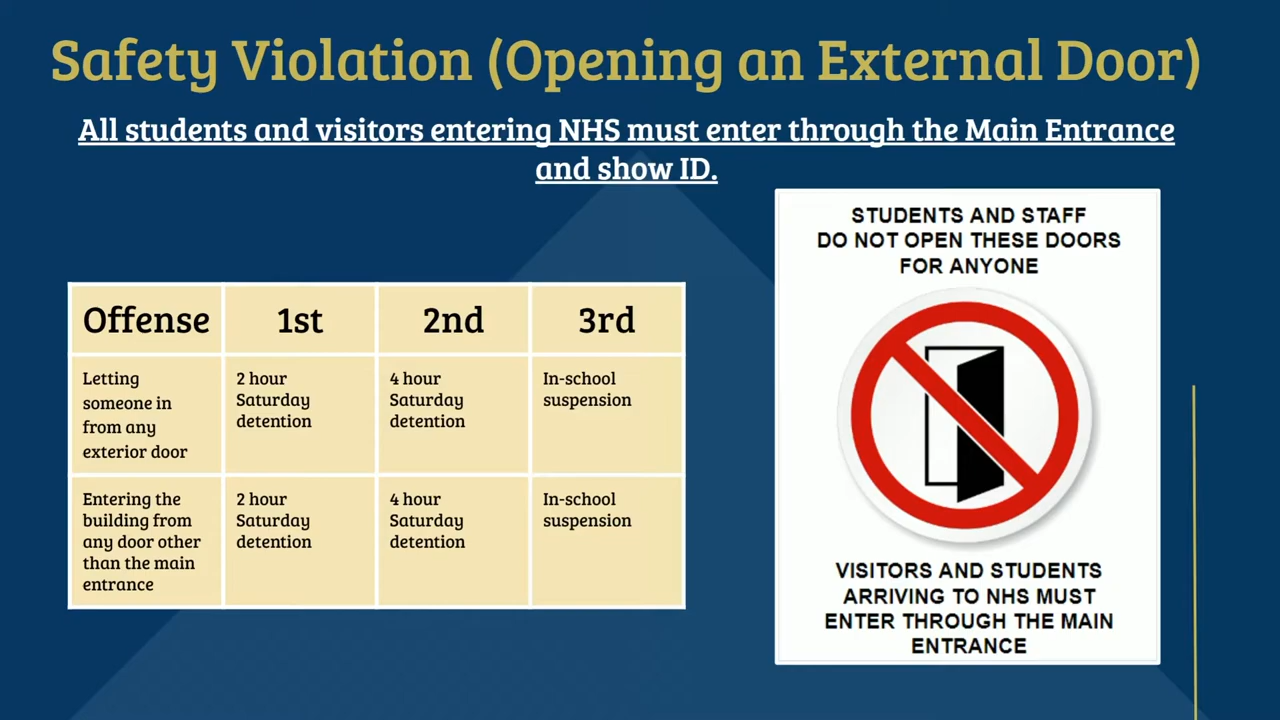 Safety Violation (Opening an External Door)
All students and visitors entering NHS must enter through the Main Entrance
and show ID.
Offense 1st 2nd 3rd
Letting
someone in
from any
exterior door
2 hour
Saturday
detention
4 hour
Saturday
detention
In-school
suspension
Entering the
building from
any door other
than the main
entrance
2 hour
Saturday
detention
4 hour
Saturday
detention
In-school
suspension
STUDENTS AND STAFF
DO NOT OPEN THESE DOORS
FOR ANYONE
VISITORS AND STUDENTS
ARRIVING TO NHS MUST
ENTER THROUGH THE MAIN
ENTRANCE